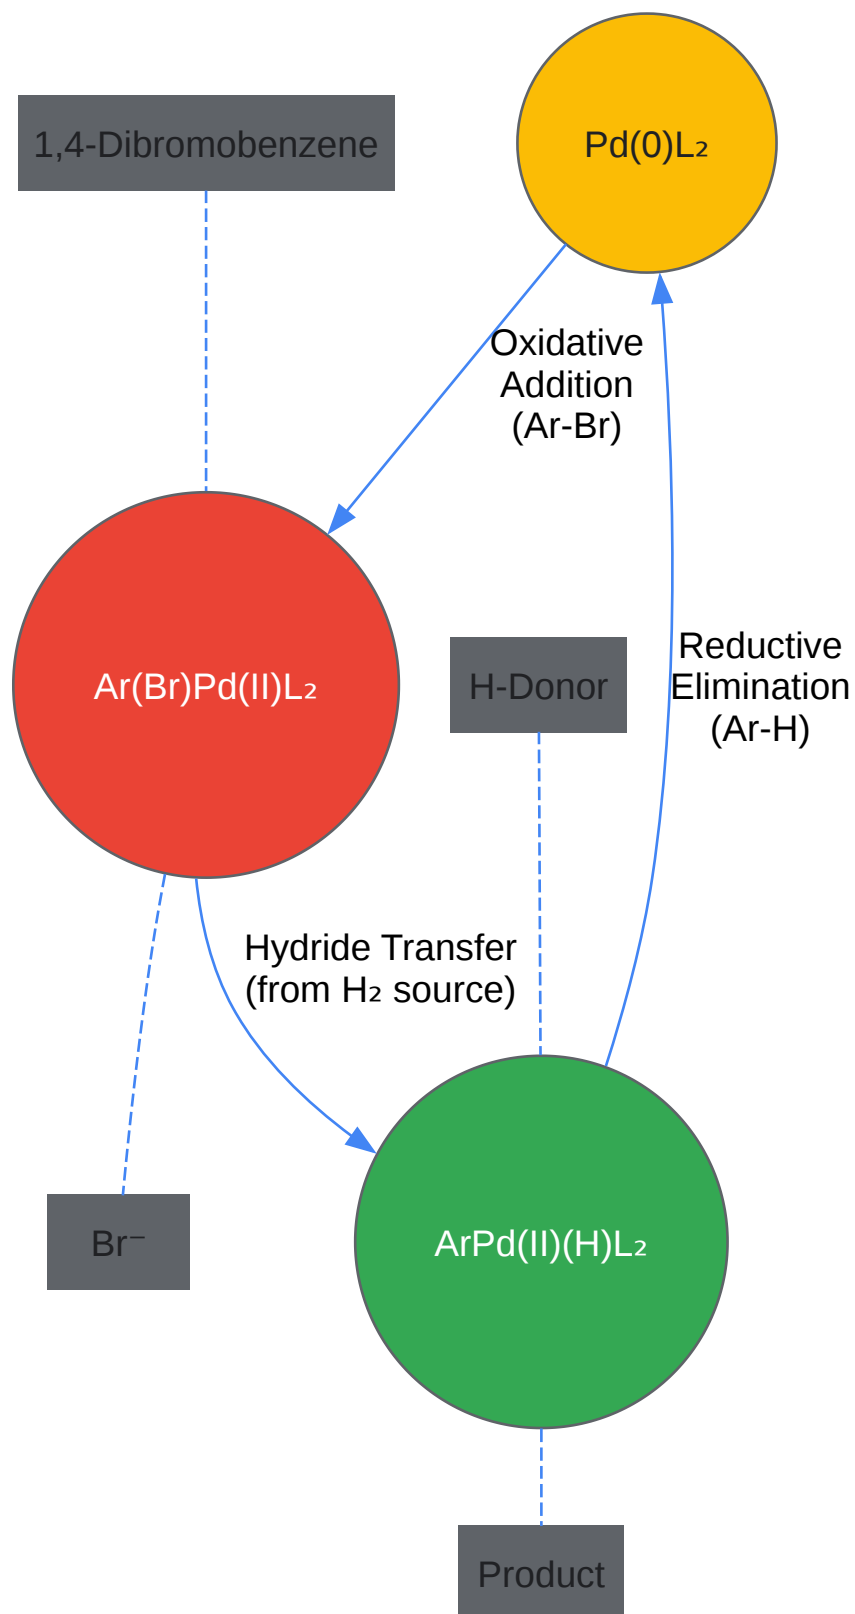 1,4-Dibromobenzene
Pd(0)L₂
Oxidative
Addition
(Ar-Br)
Ar(Br)Pd(II)L₂
H-Donor
Reductive
Elimination
(Ar-H)
Hydride Transfer
(from H₂ source)
Br⁻
ArPd(II)(H)L₂
Product